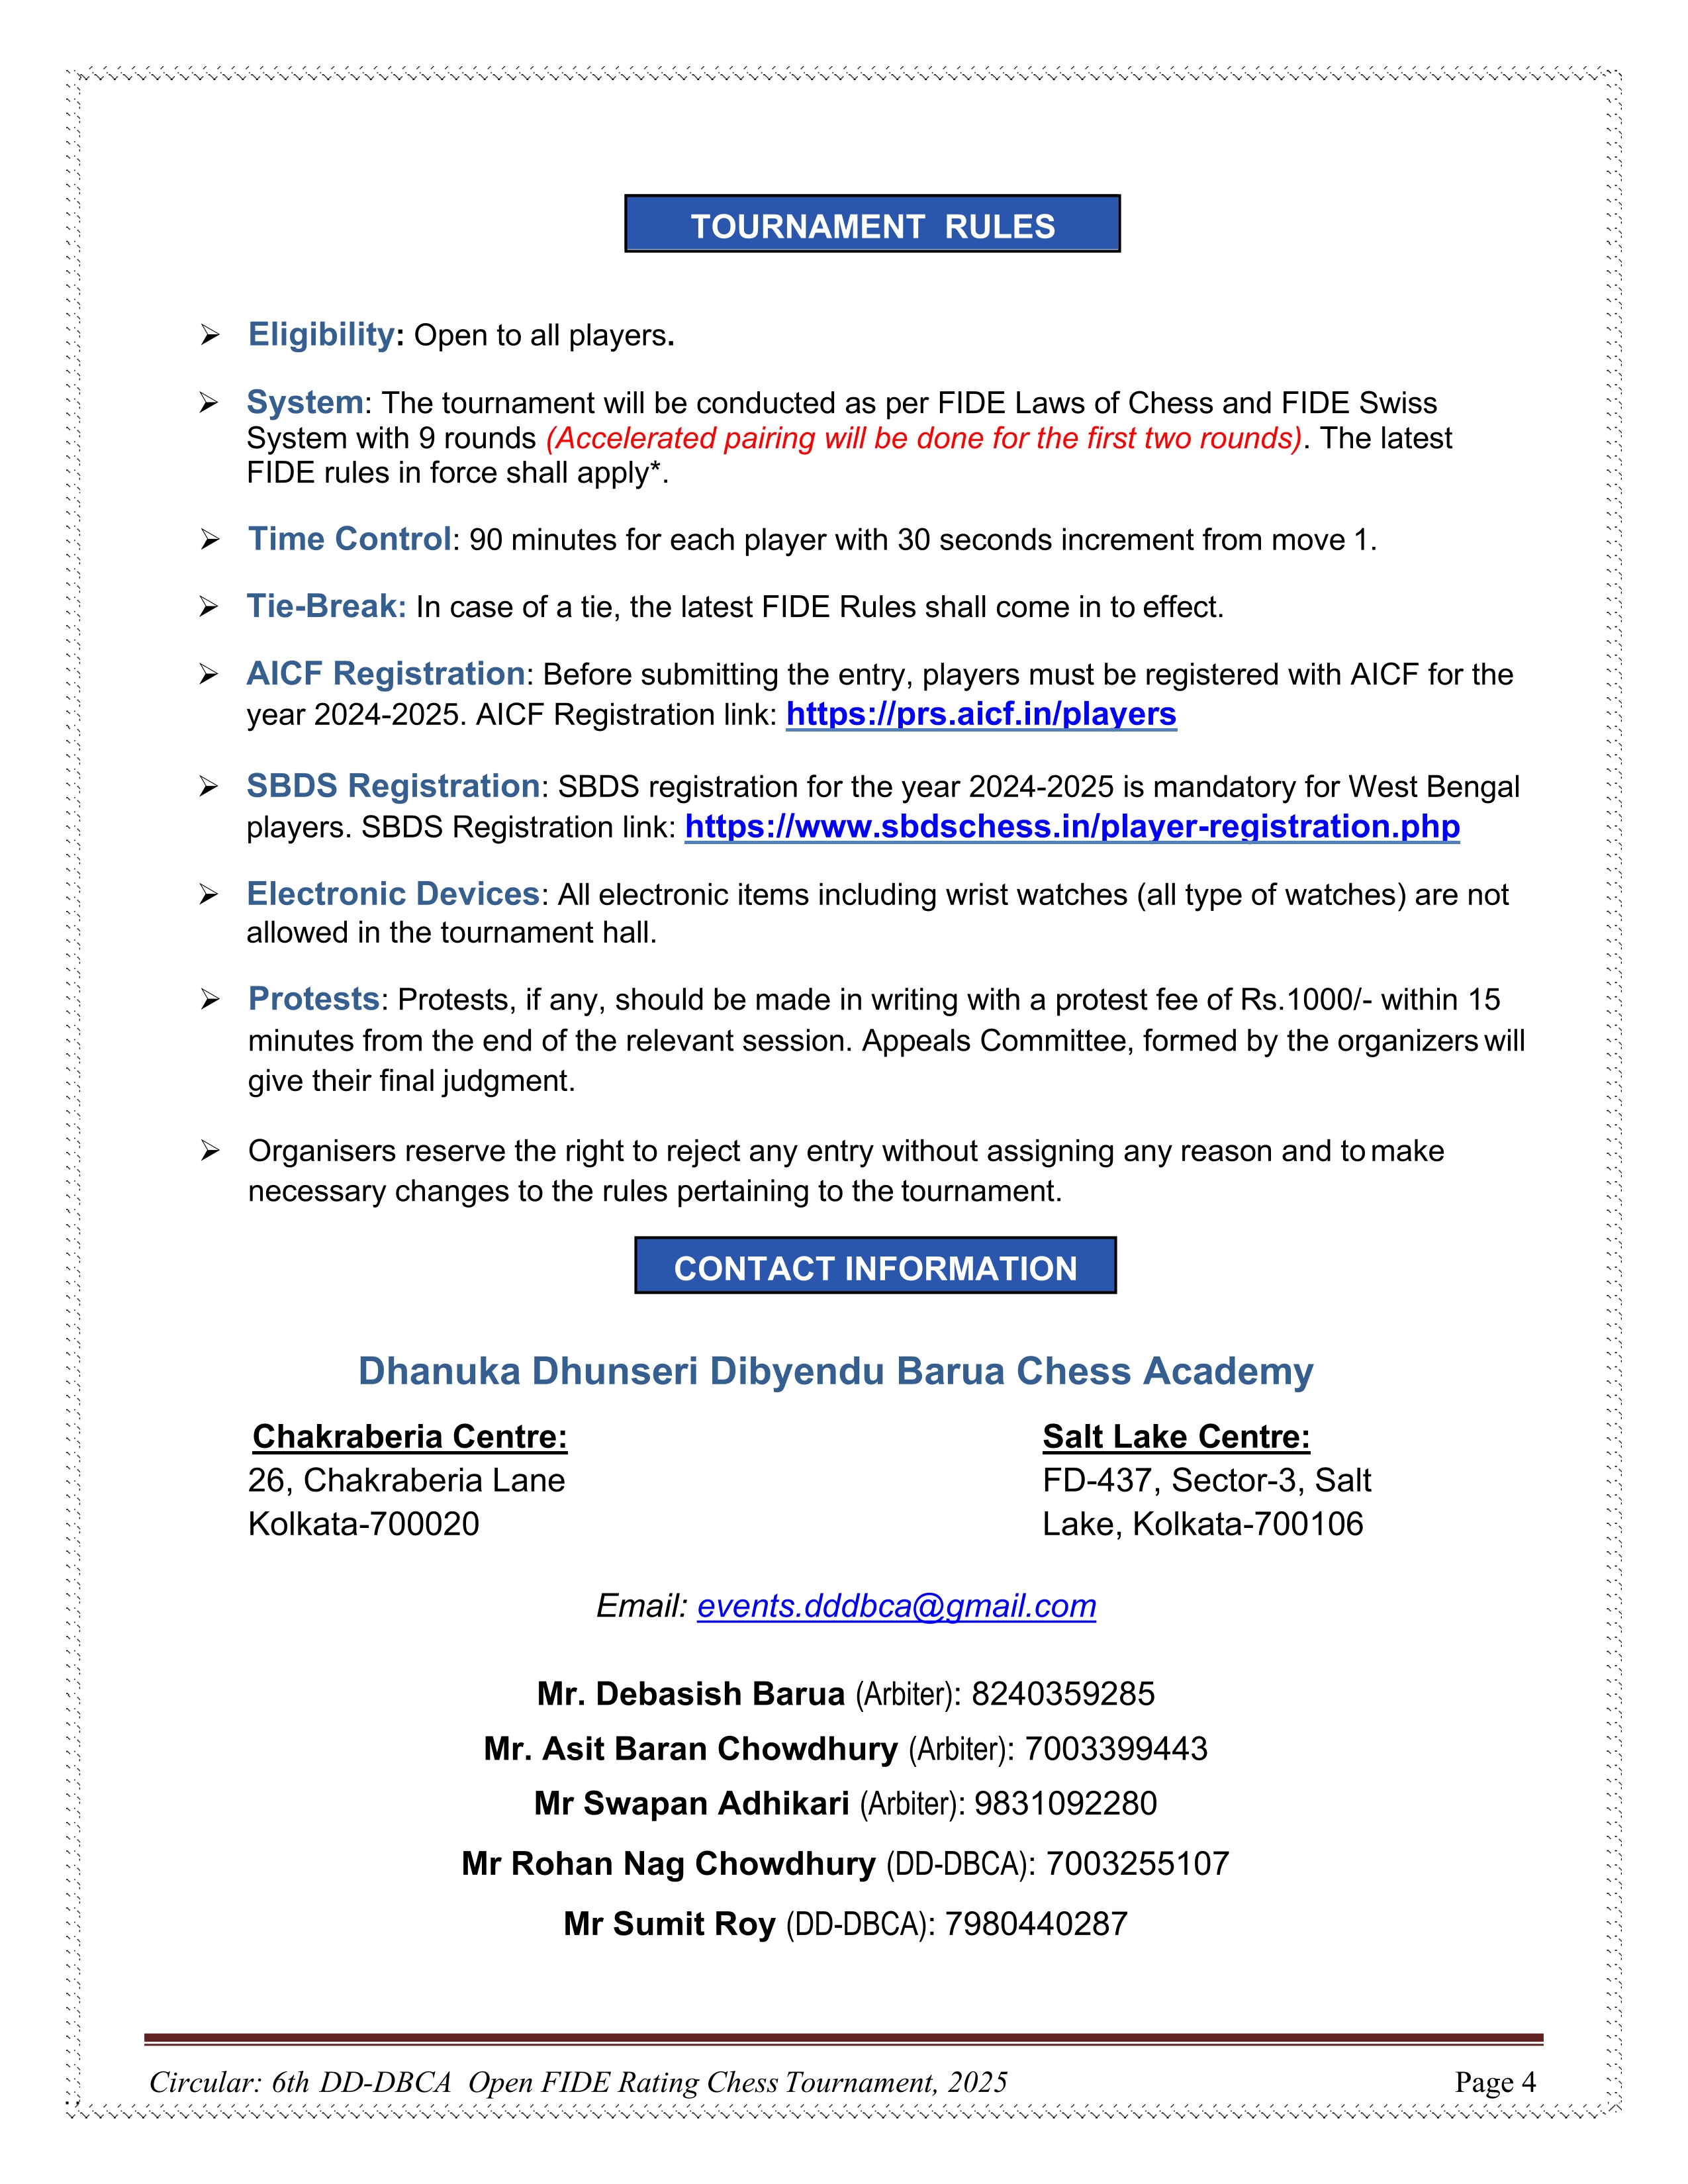 TOURNAMENT RULES
Eligibility: Open to all players.
System: The tournament will be conducted as per FIDE Laws of Chess and FIDE Swiss
System with 9 rounds (Accelerated pairing will be done for the first two rounds). The latest
FIDE rules in force shall apply*.
Time Control: 90 minutes for each player with 30 seconds increment from move 1.
Tie-Break: In case of a tie, the latest FIDE Rules shall come in to effect.
AICF Registration: Before submitting the entry, players must be registered with AICF for the
year 2024-2025. AICF Registration link: https://prs.aicf.in/players
SBDS Registration: SBDS registration for the year 2024-2025 is mandatory for West Bengal
players. SBDS Registration link: https://www.sbdschess.in/player-registration.php
Electronic Devices: All electronic items including wrist watches (all type of watches) are not
allowed in the tournament hall.
Protests: Protests, if any, should be made in writing with a protest fee of Rs.1000/- within 15
minutes from the end of the relevant session. Appeals Committee, formed by the organizers will
give their final judgment.
Organisers reserve the right to reject any entry without assigning any reason and to make
necessary changes to the rules pertaining to the tournament.
CONTACT INFORMATION
Dhanuka Dhunseri Dibyendu Barua Chess Academy
Chakraberia Centre:
26, Chakraberia Lane
Kolkata-700020
Salt Lake Centre:
FD-437, Sector-3, Salt
Lake, Kolkata-700106
Email: events.dddbca@gmail.com
Mr. Debasish Barua (Arbiter): 8240359285
Mr. Asit Baran Chowdhury (Arbiter): 7003399443
Mr Swapan Adhikari (Arbiter): 9831092280
Mr Rohan Nag Chowdhury (DD-DBCA): 7003255107
Mr Sumit Roy (DD-DBCA): 7980440287
Circular: 6th DD-DBCA Open FIDE Rating Chess Tournament, 2025 Page 4